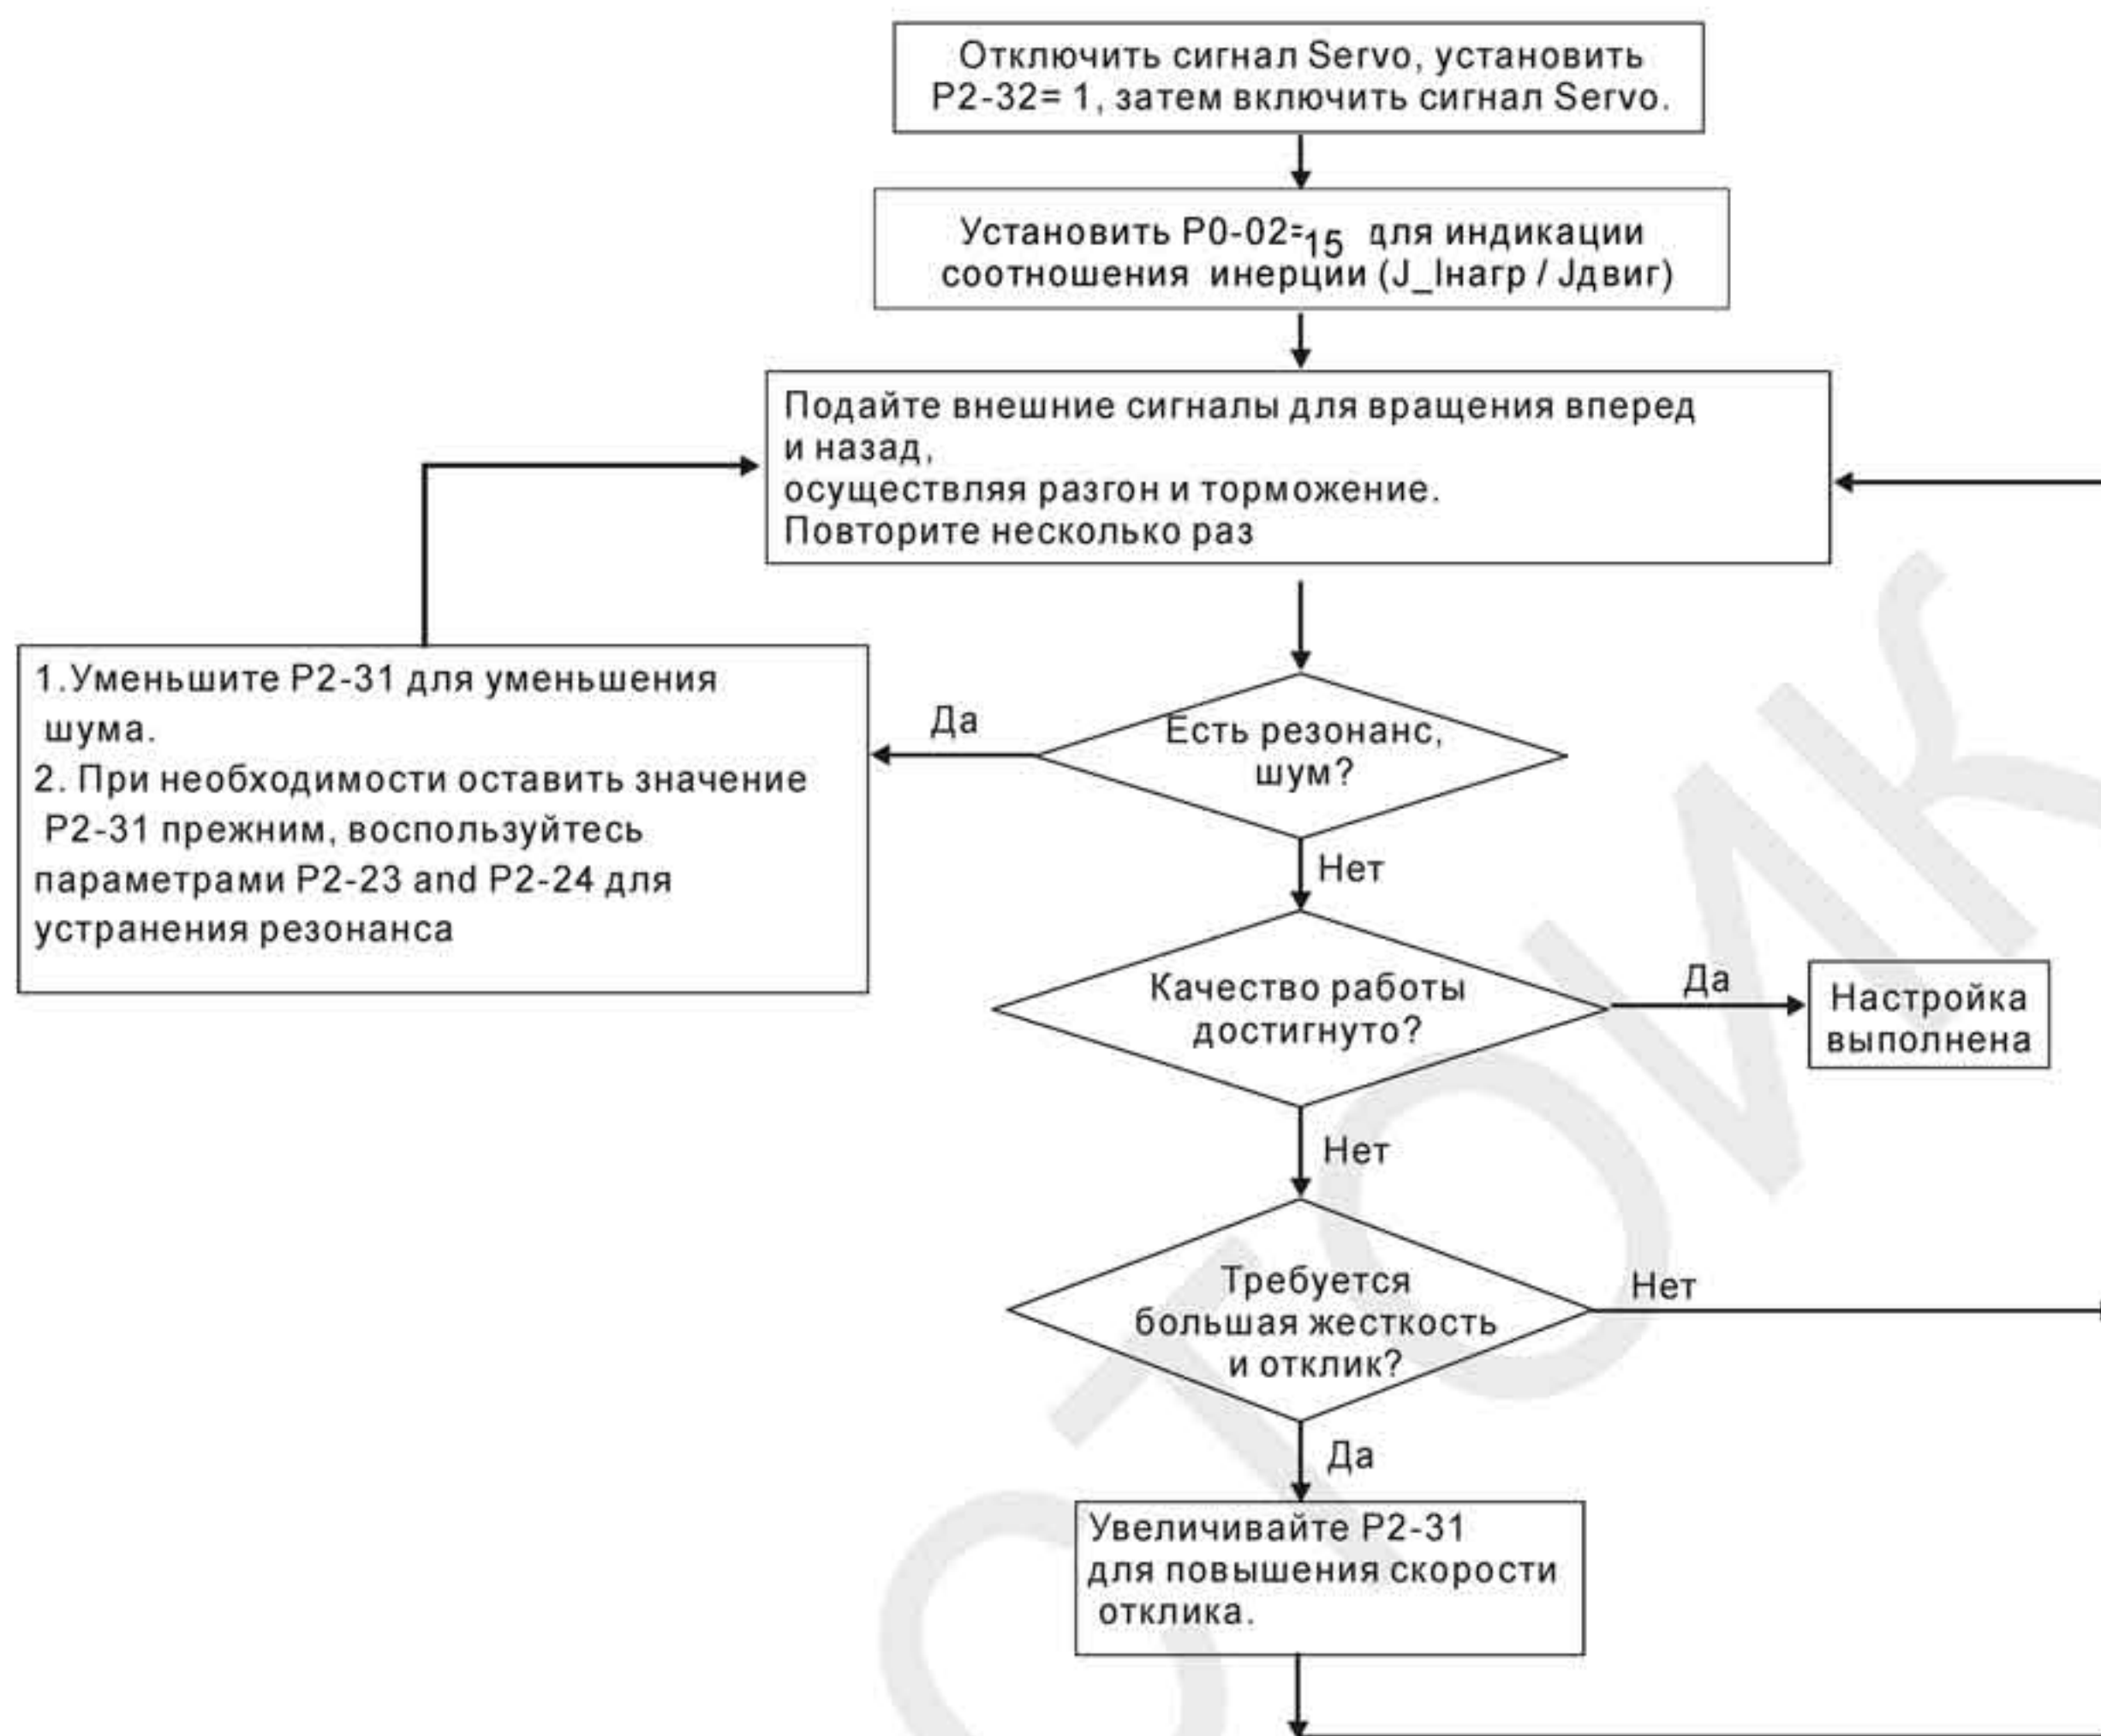 Отключить сигнал Servo, установить
P2-32= 1, затем включить сигнал Servo.
Установить P0-02=15 для индикации
соотношения инерции (J_Iнагр / Jдвиг)
Подайте внешние сигналы для вращения вперед
и назад,
осуществляя разгон и торможение.
Повторите несколько раз
1.Уменьшите P2-31 для уменьшения
шума.
2. При необходимости оставить значение
P2-31 прежним, воспользуйтесь
параметрами P2-23 and P2-24 для
устранения резонанса
Да
Есть резонанс,
шум?
Нет
Качество работы
достигнуто?
Да
Настройка
выполнена
Нет
Требуется
большая жесткость
и отклик?
Нет
Да
Увеличивайте P2-31
для повышения скорости
отклика.
СТОИК